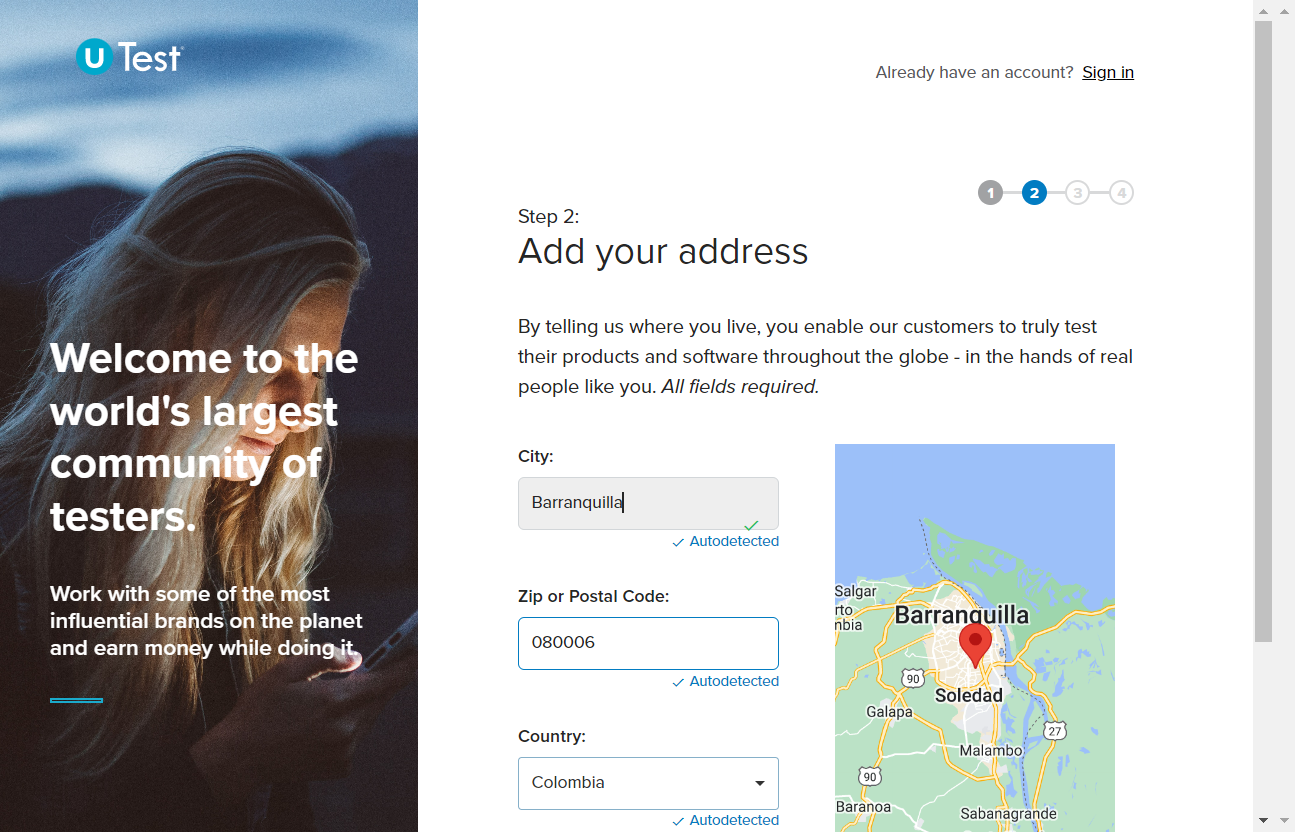 U Test
Already have an account? Sign in
1 2 3 4
Step 2:
Add your address
By telling us where you live, you enable our customers to truly test
their products and software throughout the globe - in the hands of real
people like you. All fields required.
Welcome to the
world's largest
community of
testers.
Work with some of the most
influential brands on the planet
and earn money while doing it.
City:
Barranquilla
Autodetected
Zip or Postal Code:
080006
Autodetected
Country:
Colombia
Autodetected
Salgar
rto
nbia
Barranquilla
90
Soledad
Galapa
27
Malambo
90
Baranoa
Sabanagrande